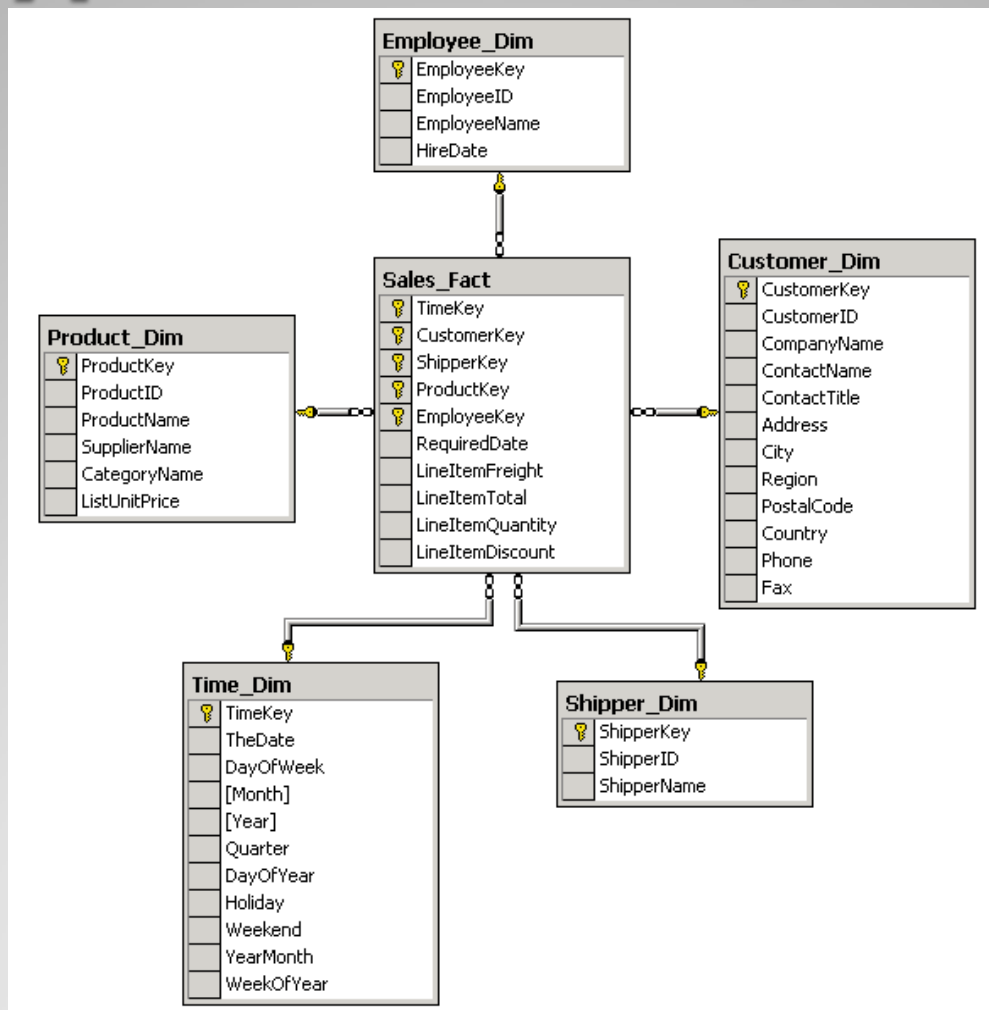 Employee_Dim
EmployeeKey
EmployeeID
EmployeeName
HireDate
Sales_Fact
TimeKey
CustomerKey
ShipperKey
ProductKey
EmployeeKey
RequiredDate
LineItemFreight
LineItemTotal
LineItemQuantity
LineItemDiscount
Product_Dim
ProductKey
ProductID
ProductName
SupplierName
CategoryName
ListUnitPrice
Customer_Dim
CustomerKey
CustomerID
CompanyName
ContactName
ContactTitle
Address
City
Region
PostalCode
Country
Phone
Fax
Time_Dim
TimeKey
TheDate
DayOfWeek
[Month]
[Year]
Quarter
DayOfYear
Holiday
Weekend
YearMonth
WeekOfYear
Shipper_Dim
ShipperKey
ShipperID
ShipperName